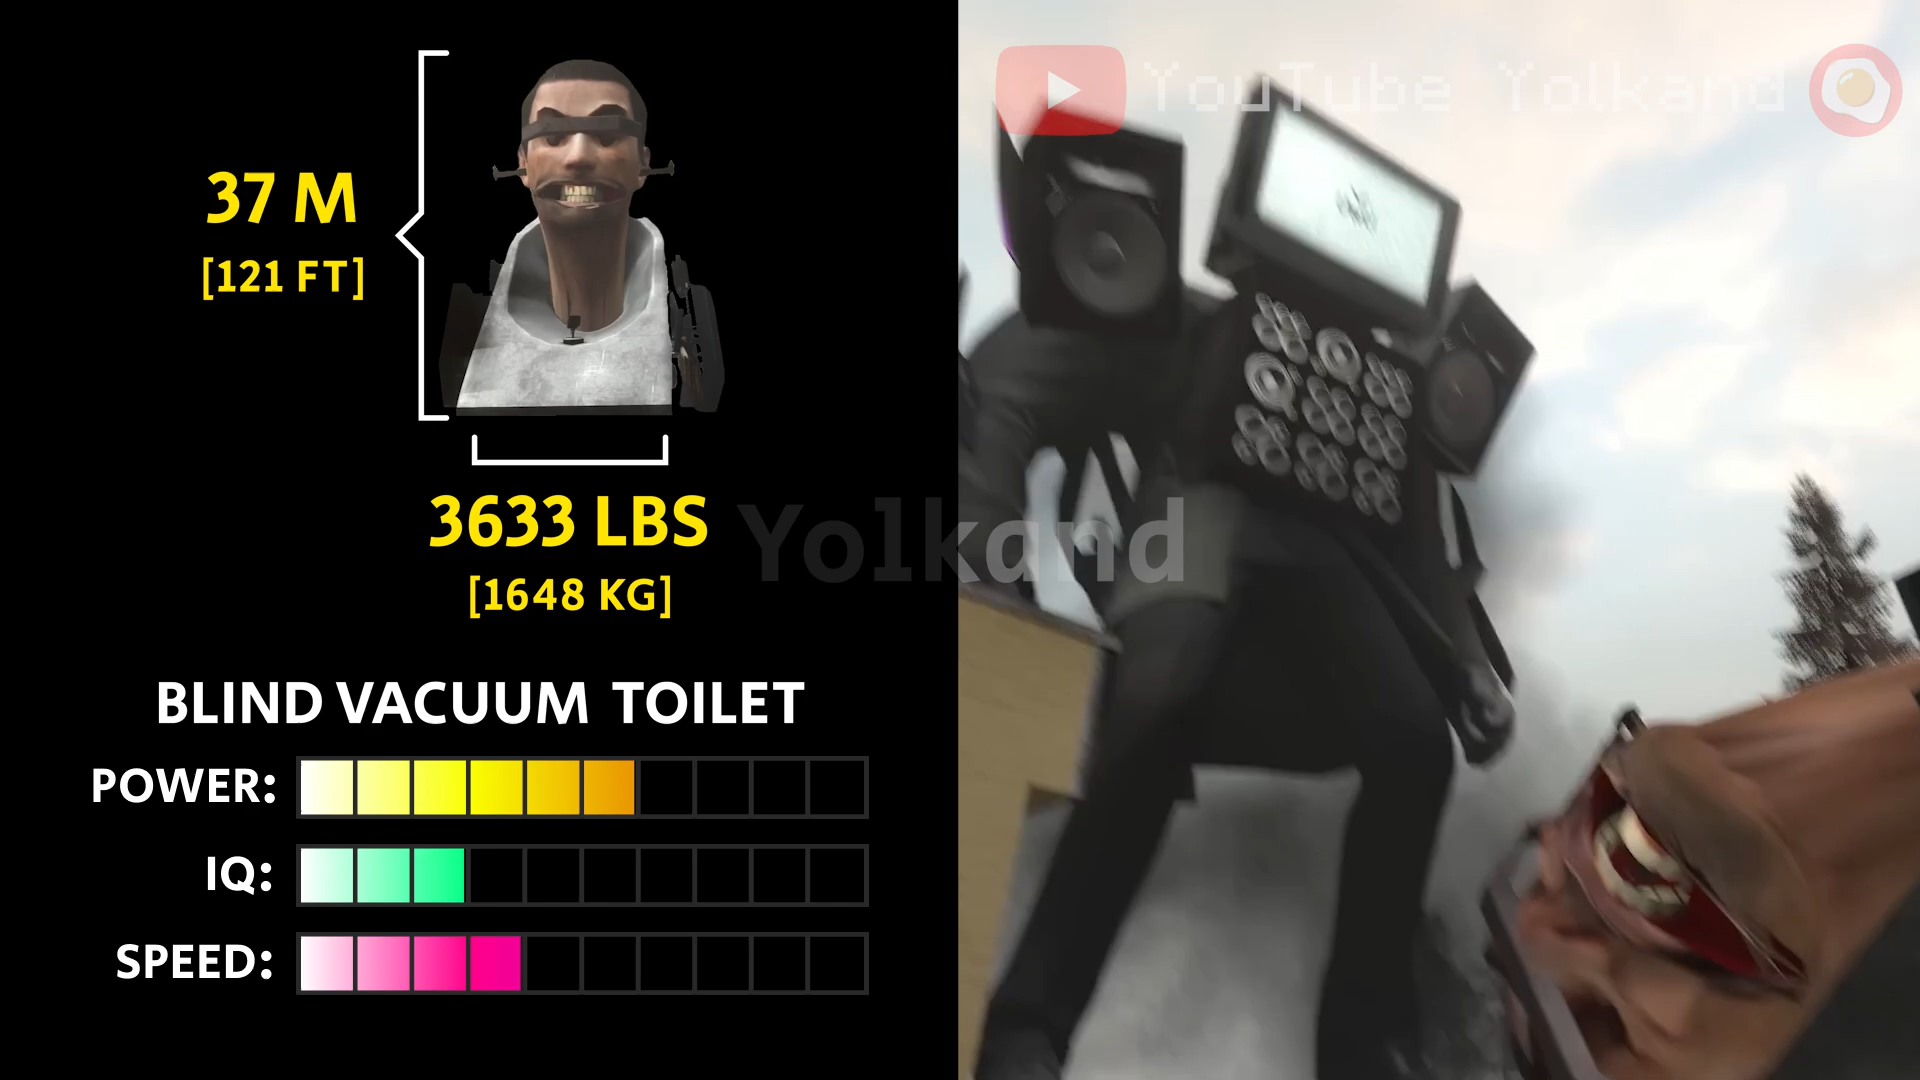 37 M
[121 FT]
3633 LBS
[1648 KG]
BLIND VACUUM TOILET
POWER:
IQ:
SPEED:
YouTube Yolkand
Yolkand